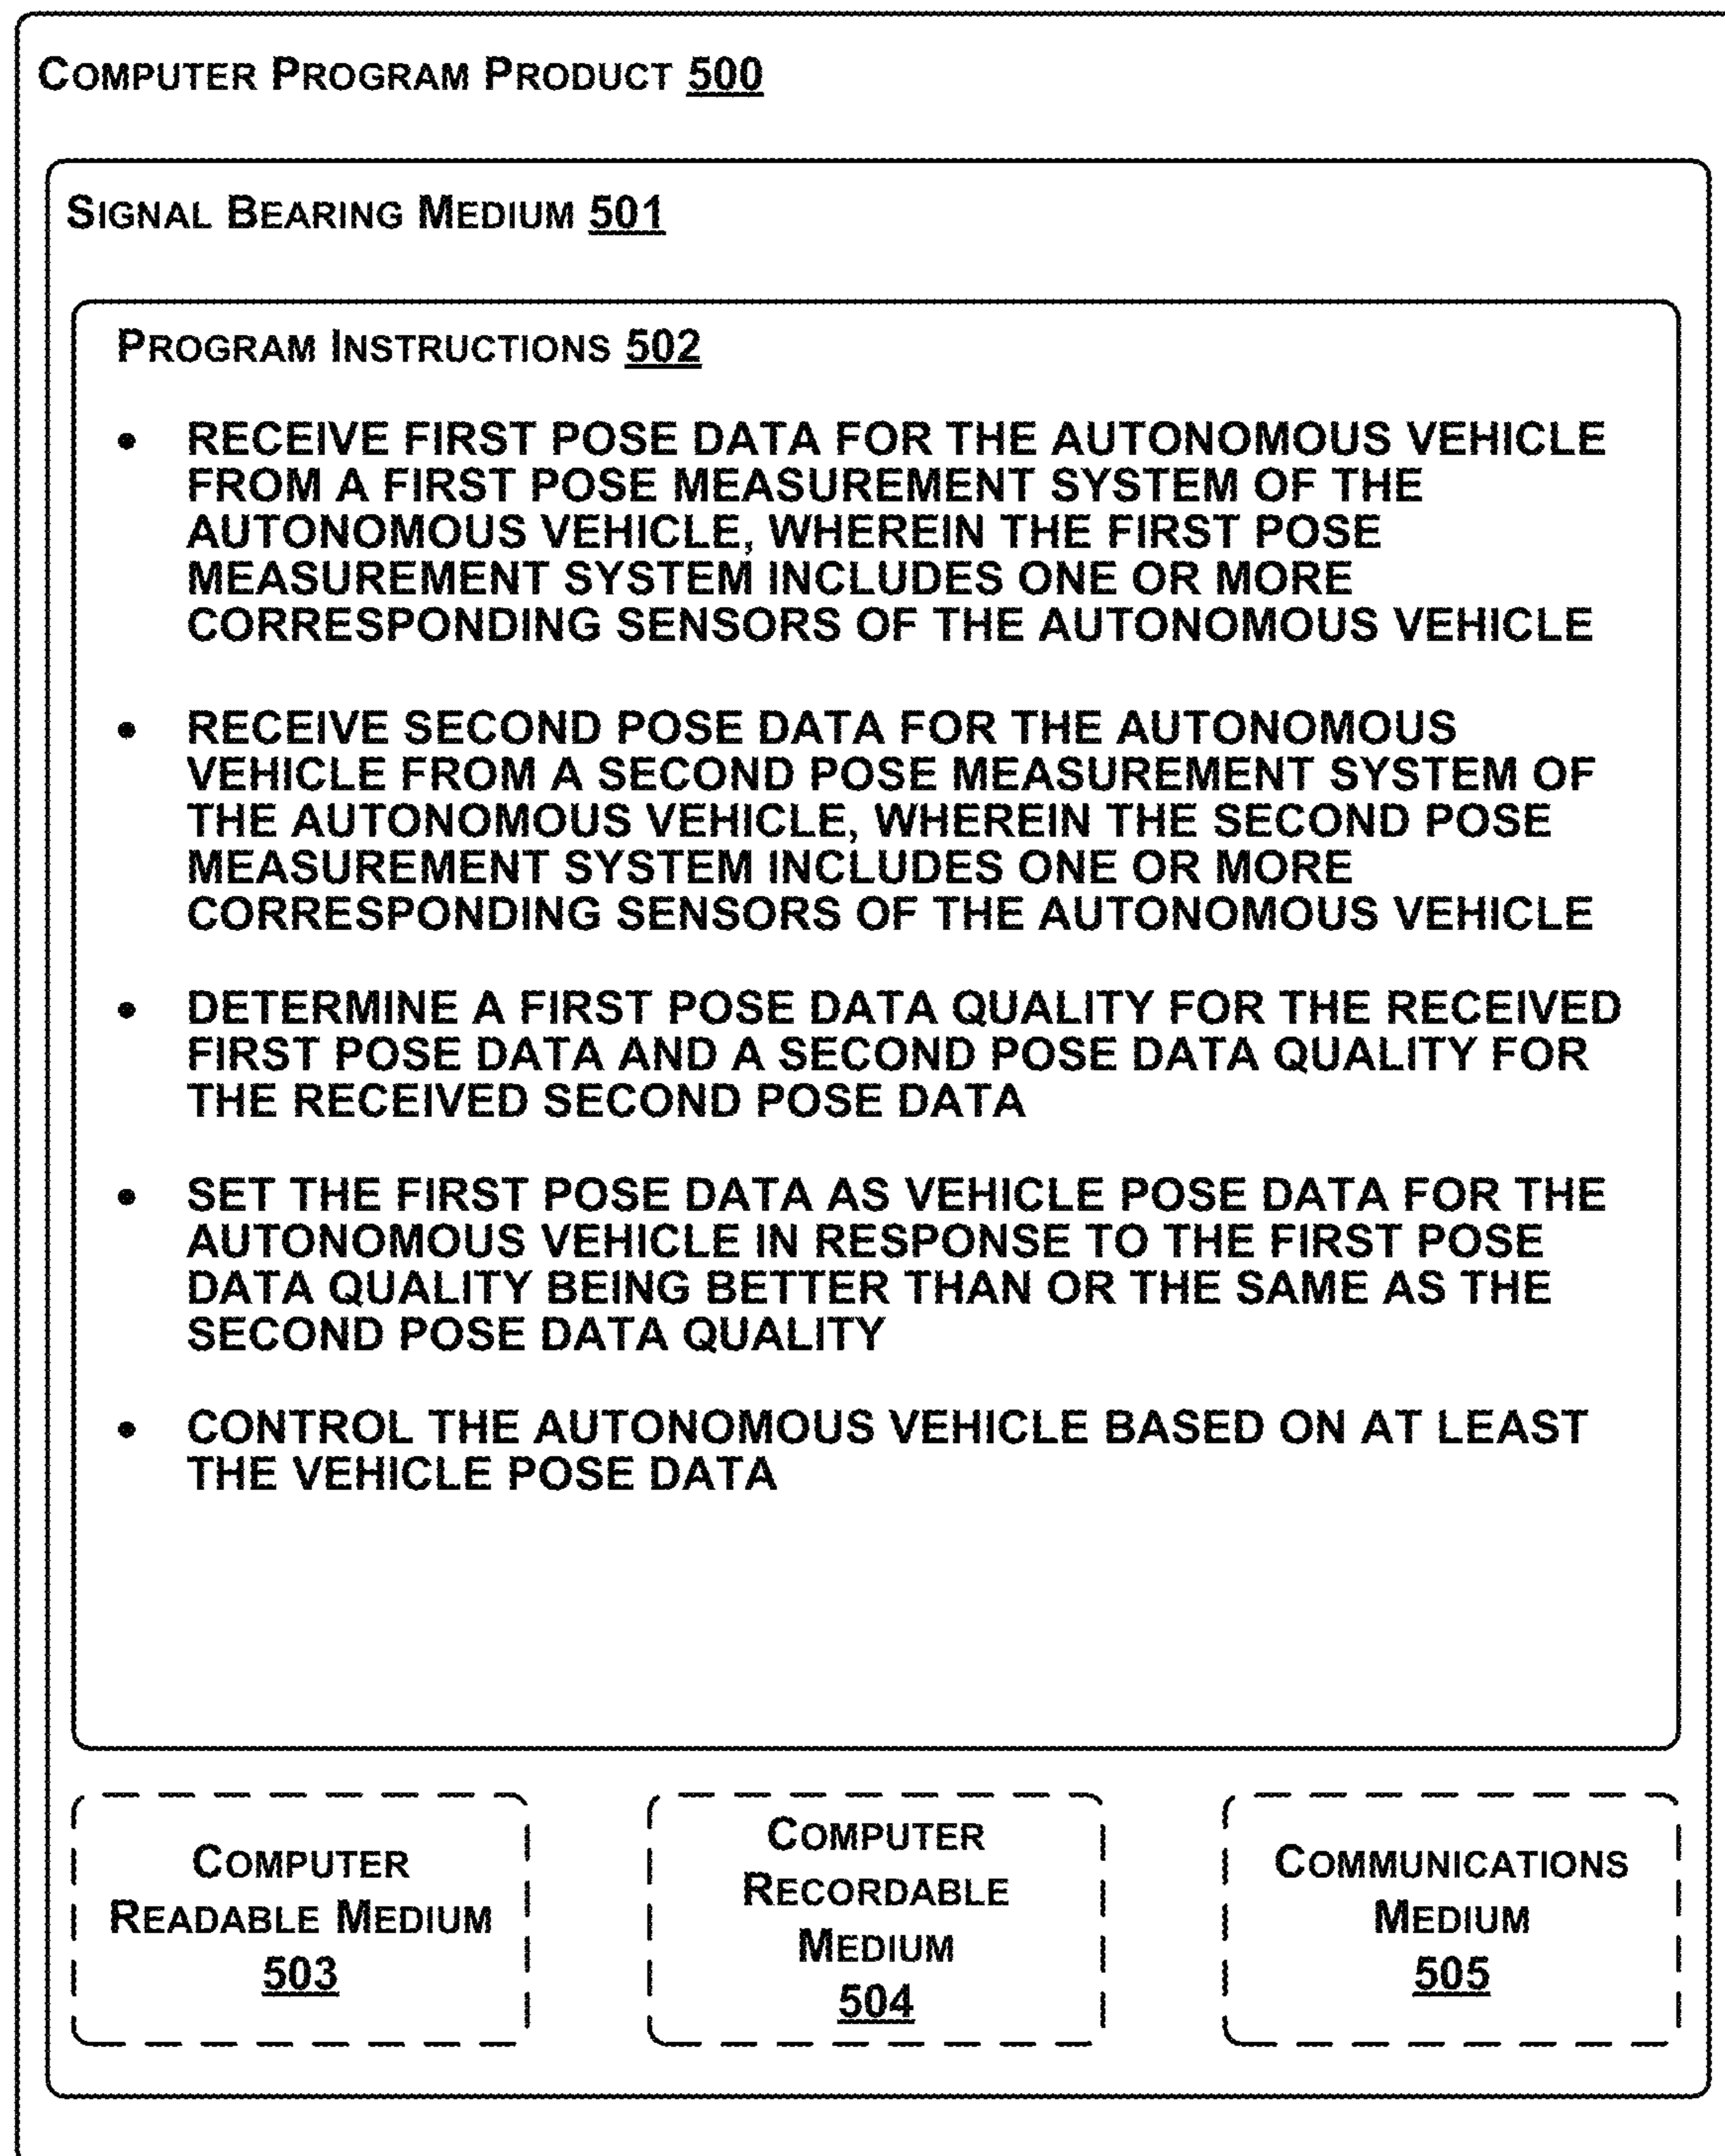 COMPUTER PROGRAM PRODUCT 500
SIGNAL BEARING MEDIUM 501
PROGRAM INSTRUCTIONS 502
• RECEIVE FIRST POSE DATA FOR THE AUTONOMOUS VEHICLE
FROM A FIRST POSE MEASUREMENT SYSTEM OF THE
AUTONOMOUS VEHICLE, WHEREIN THE FIRST POSE
MEASUREMENT SYSTEM INCLUDES ONE OR MORE
CORRESPONDING SENSORS OF THE AUTONOMOUS VEHICLE
• RECEIVE SECOND POSE DATA FOR THE AUTONOMOUS
VEHICLE FROM A SECOND POSE MEASUREMENT SYSTEM OF
THE AUTONOMOUS VEHICLE, WHEREIN THE SECOND POSE
MEASUREMENT SYSTEM INCLUDES ONE OR MORE
CORRESPONDING SENSORS OF THE AUTONOMOUS VEHICLE
• DETERMINE A FIRST POSE DATA QUALITY FOR THE RECEIVED
FIRST POSE DATA AND A SECOND POSE DATA QUALITY FOR
THE RECEIVED SECOND POSE DATA
• SET THE FIRST POSE DATA AS VEHICLE POSE DATA FOR THE
AUTONOMOUS VEHICLE IN RESPONSE TO THE FIRST POSE
DATA QUALITY BEING BETTER THAN OR THE SAME AS THE
SECOND POSE DATA QUALITY
• CONTROL THE AUTONOMOUS VEHICLE BASED ON AT LEAST
THE VEHICLE POSE DATA
COMPUTER
READABLE MEDIUM
503
COMPUTER
RECORDABLE
MEDIUM
504
COMMUNICATIONS
MEDIUM
505